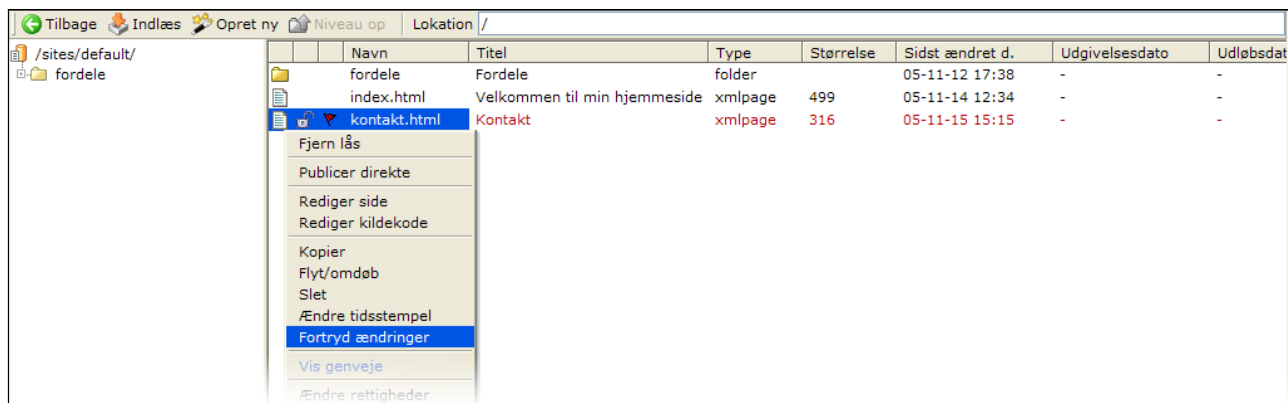 Tilbage Indlæs Opret ny Niveau op Lokation /
/sites/default/
fordele
Navn Titel Type Størrelse Sidst ændret d. Udgivelsesdato Udløbsdat
fordele Fordele folder 05-11-12 17:38 - -
index.html Velkommen til min hjemmeside xmlpage 499 05-11-14 12:34 - -
kontakt.html Kontakt xmlpage 316 05-11-15 15:15 - -
Fjern lås
Publicer direkte
Rediger side
Rediger kildekode
Kopier
Flyt/omdøb
Slet
Ændre tidsstempel
Fortryd ændringer
Vis genveje
Ændre rettigheder